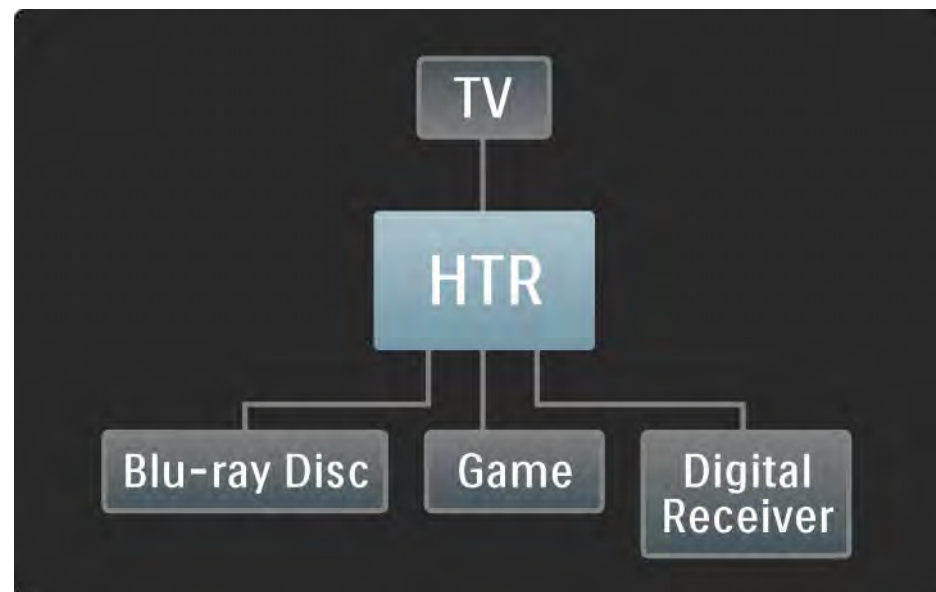 TV
HTR
Blu-ray Disc
Game
Digital
Receiver